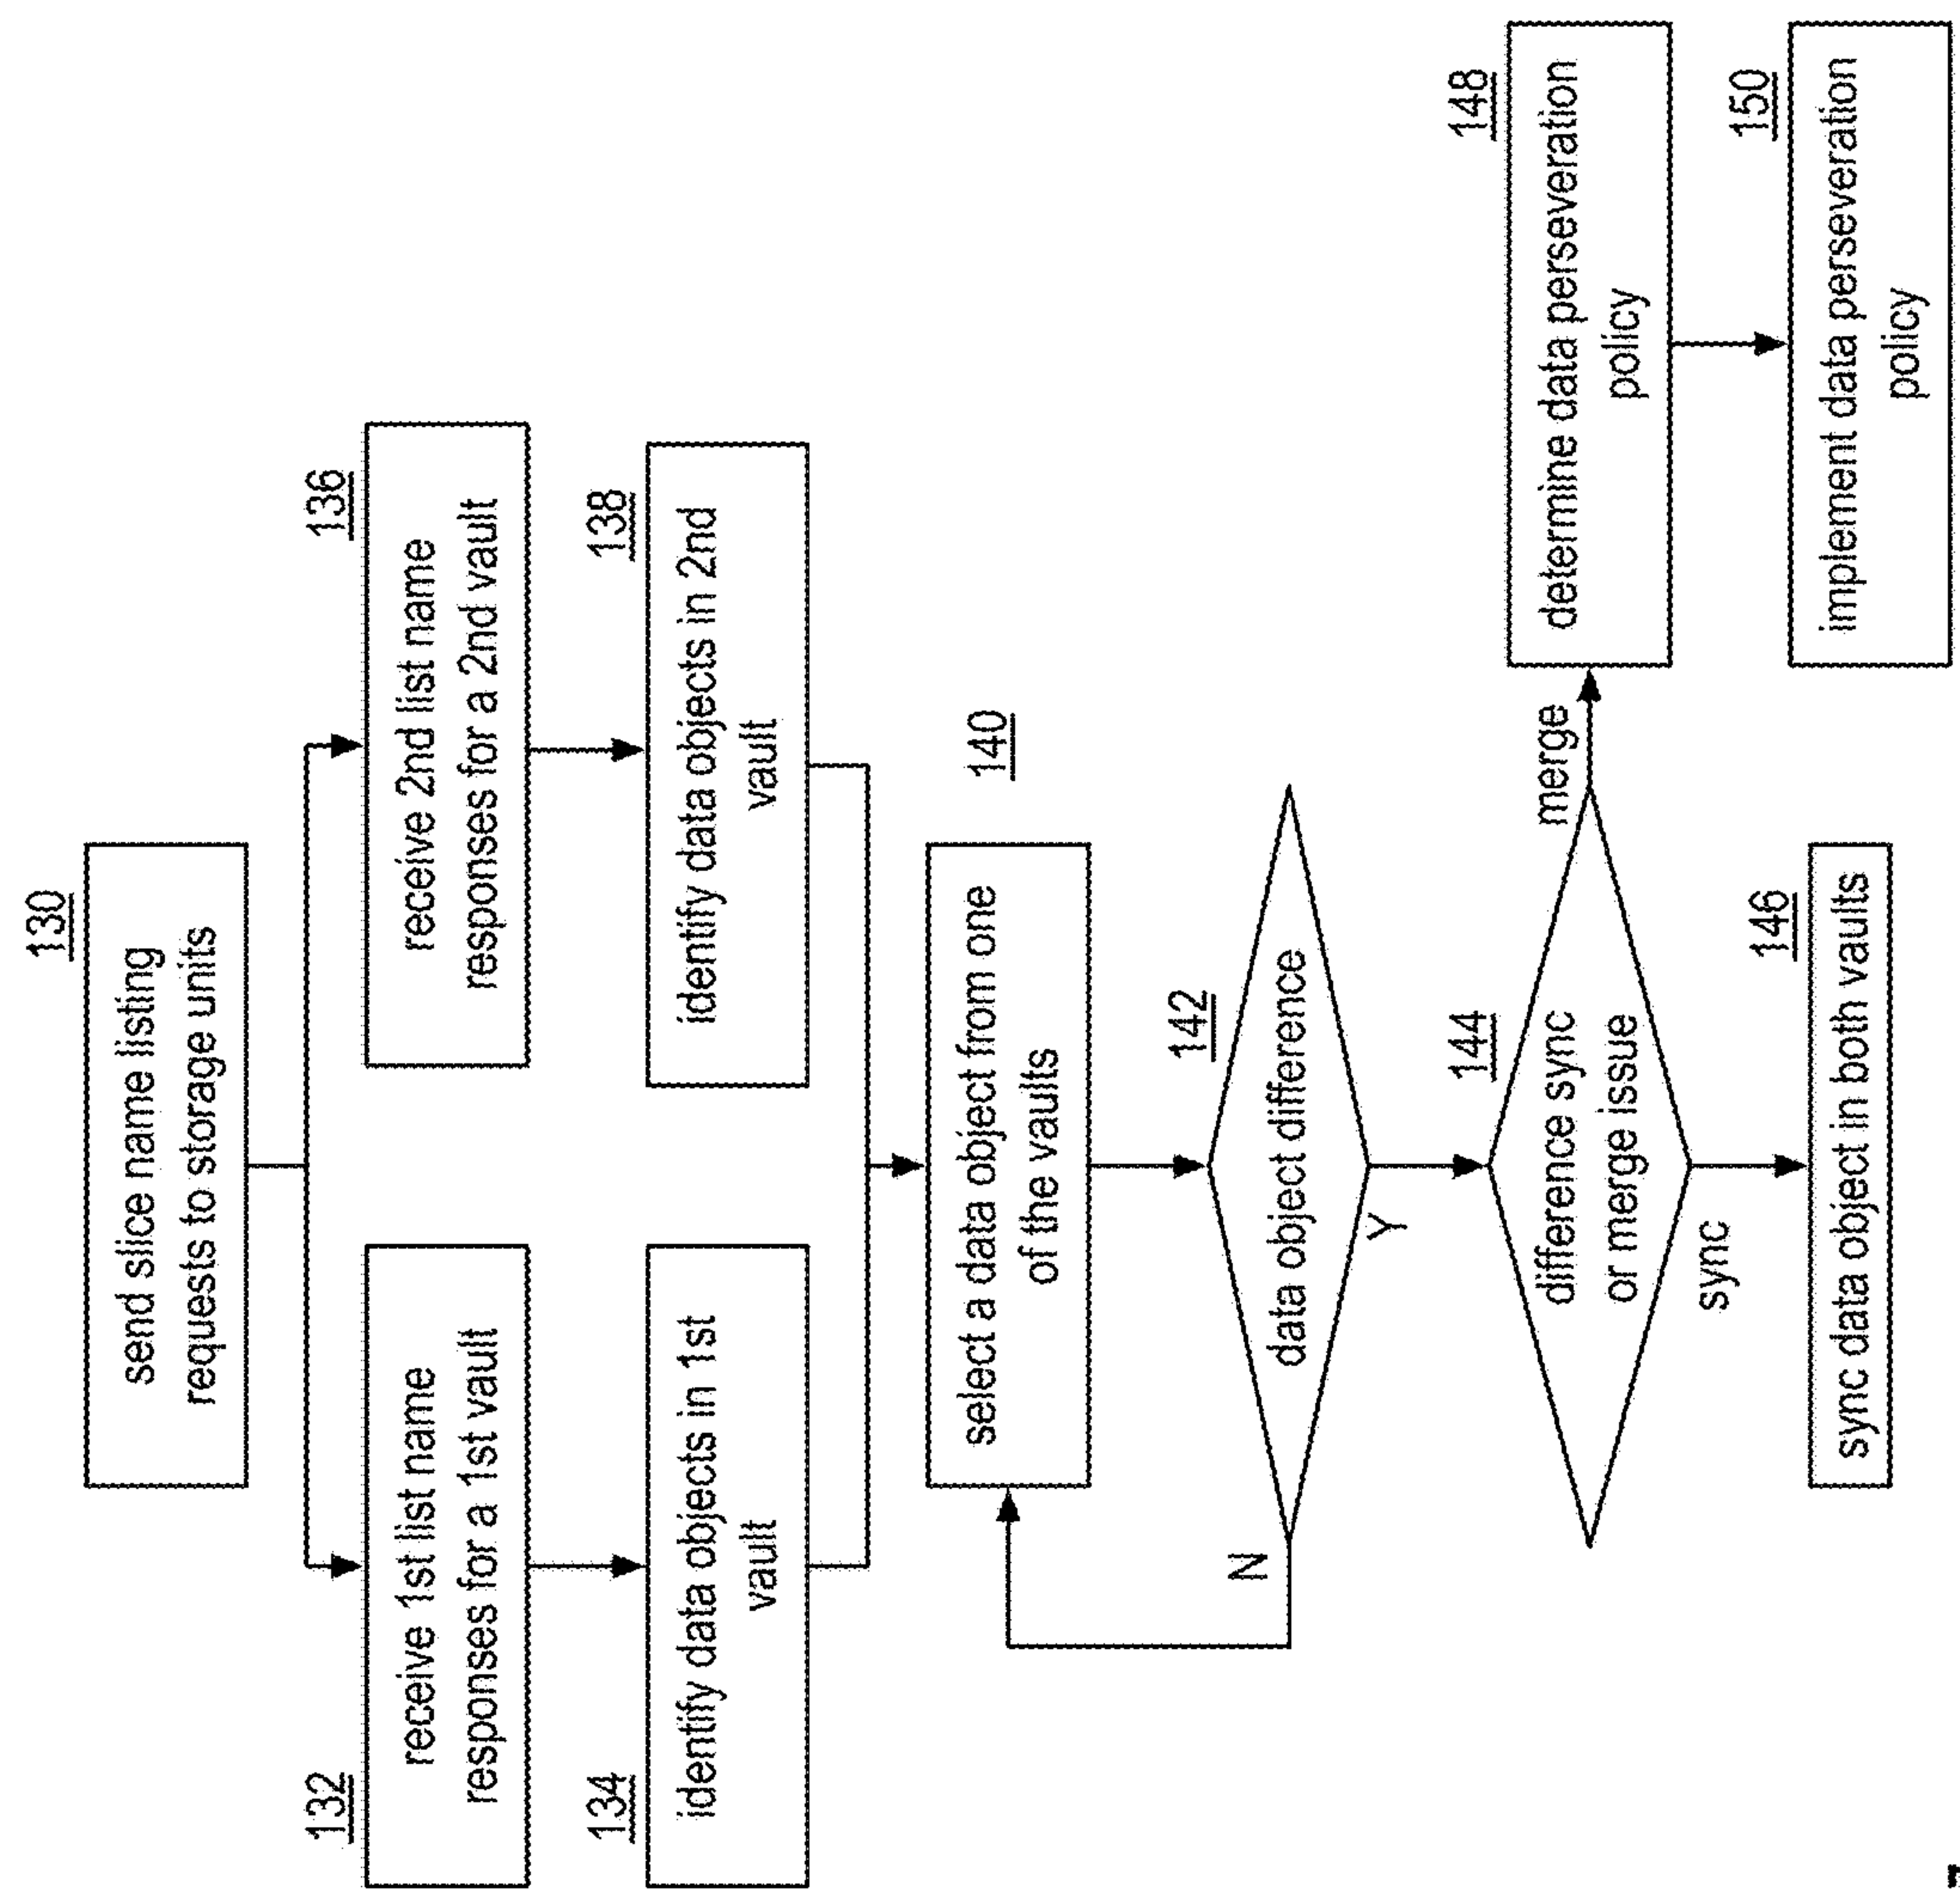 130
send slice name listing
requests to storage units
132
receive 1st list name
responses for a 1st vault
136
receive 2nd list name
responses for a 2nd vault
134
identify data objects in 1st
vault
138
identify data objects in 2nd
vault
140
select a data object from one
of the vaults
142
data object difference
N
Y
144
difference sync
or merge issue
merge
sync
146
sync data object in both vaults
148
determine data perseveration
policy
150
implement data perseveration
policy